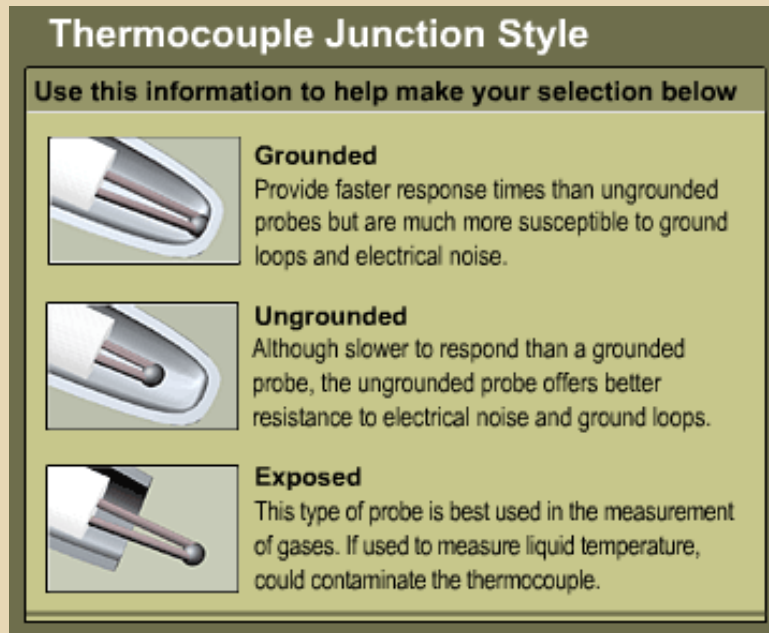 Thermocouple Junction Style
Use this information to help make your selection below
Grounded
Provide faster response times than ungrounded
probes but are much more susceptible to ground
loops and electrical noise.
Ungrounded
Although slower to respond than a grounded
probe, the ungrounded probe offers better
resistance to electrical noise and ground loops.
Exposed
This type of probe is best used in the measurement
of gases. If used to measure liquid temperature,
could contaminate the thermocouple.